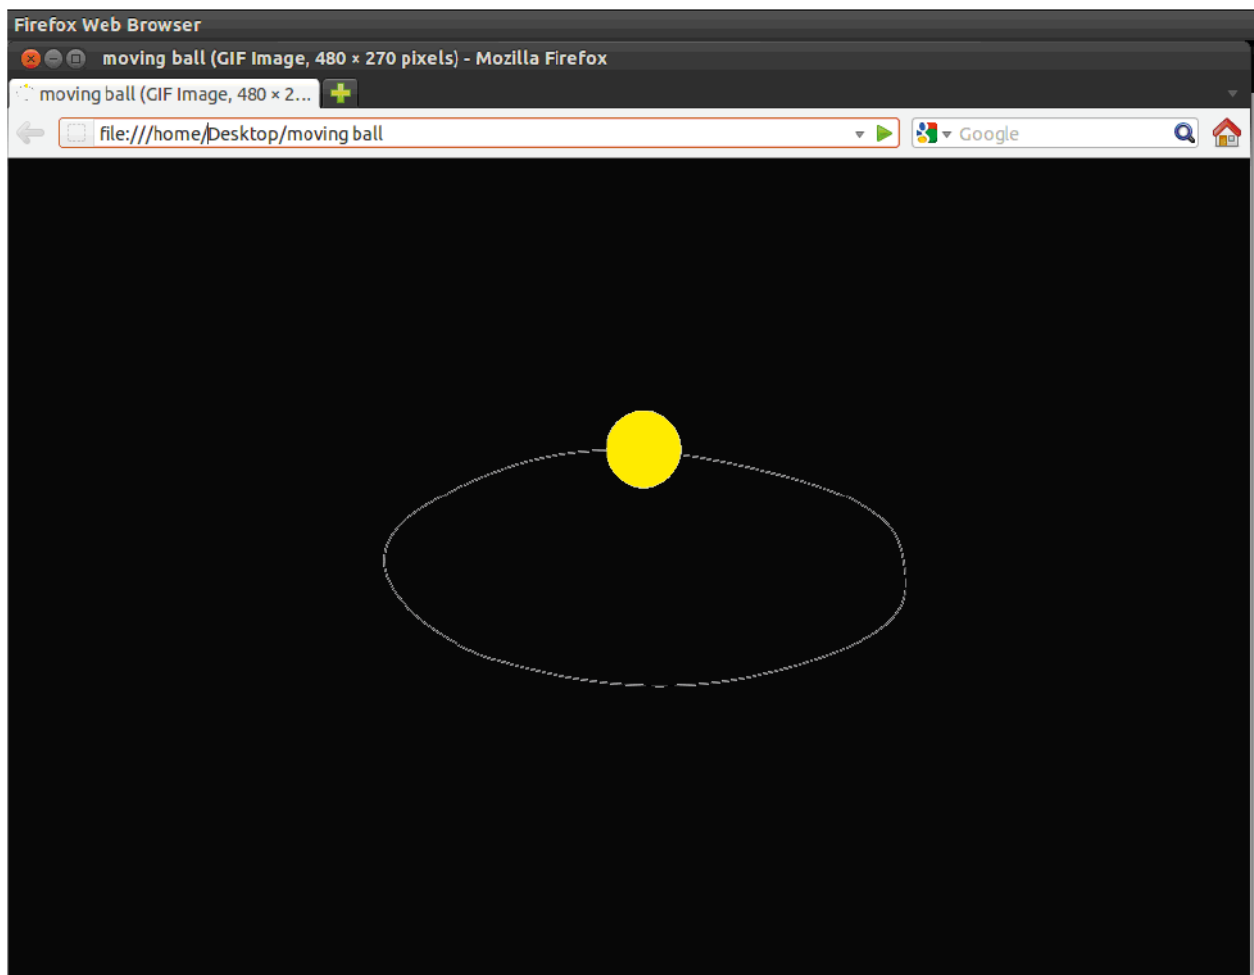 Firefox Web Browser
moving ball (GIF Image, 480 × 270 pixels) - Mozilla Firefox
moving ball (GIF Image, 480 × 2...
file:///home/Desktop/moving ball
Google